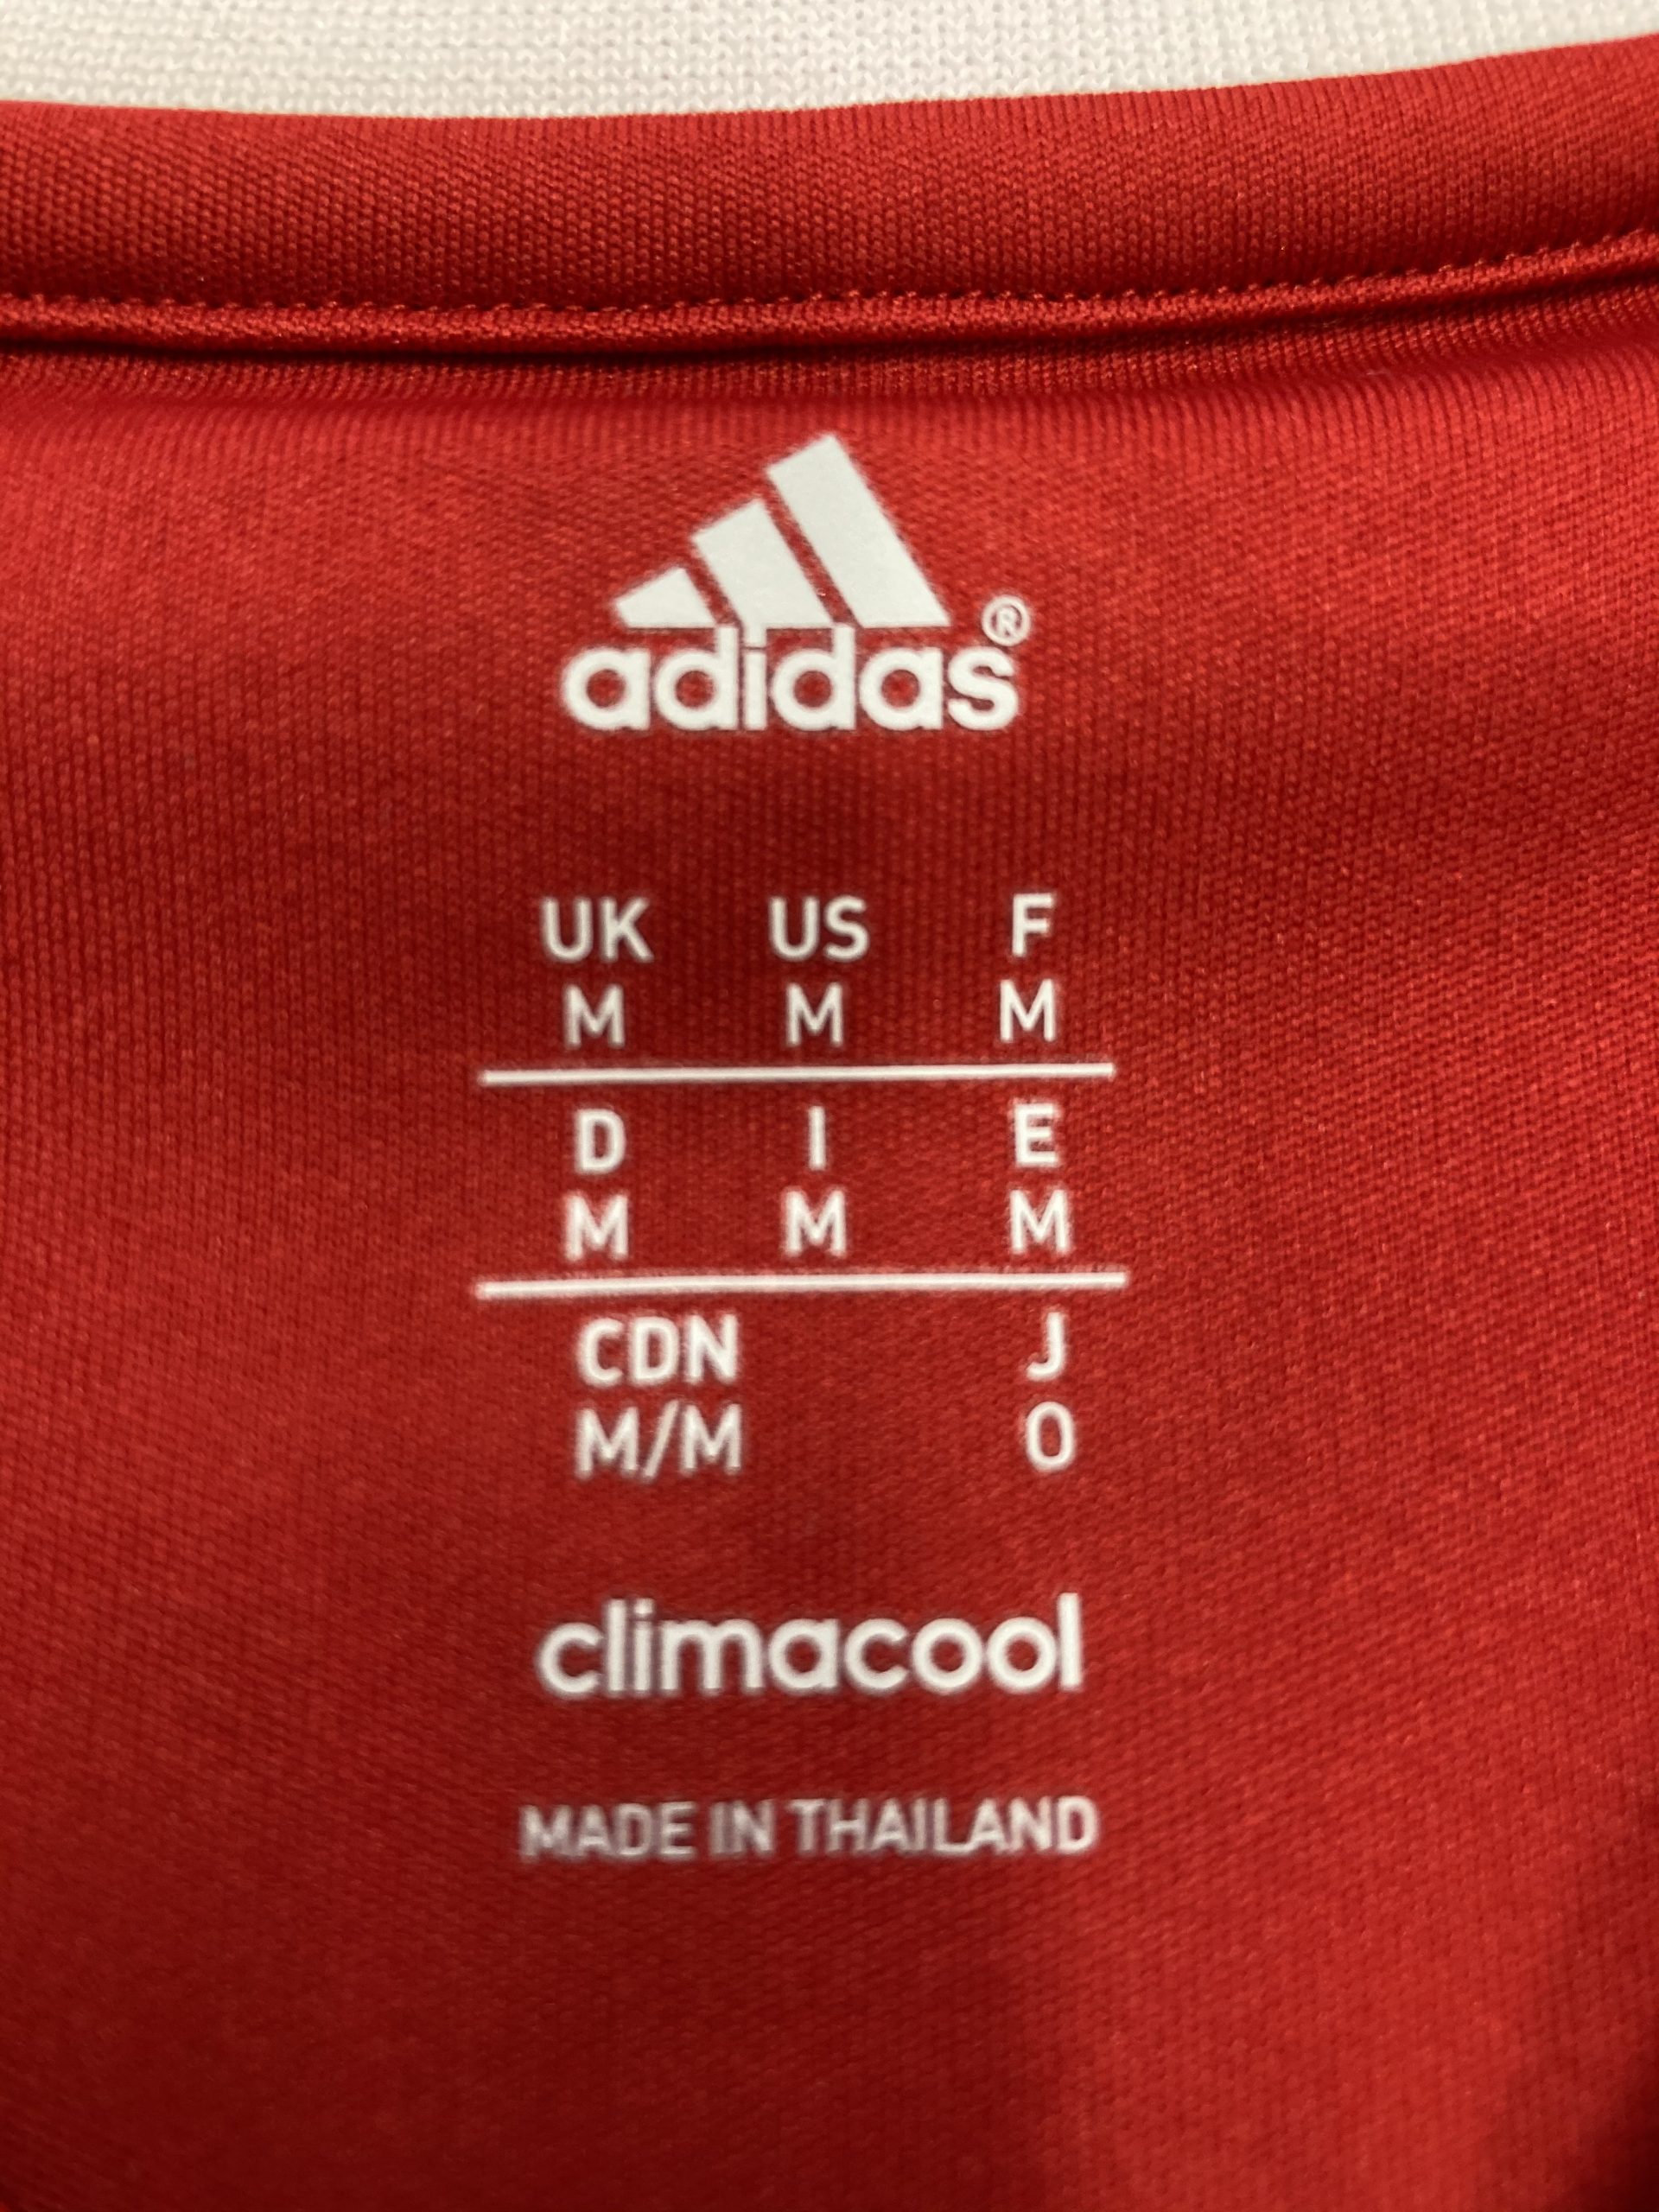 adidas®
UK US F
M M M
D I E
M M M
CDN J
M/M O
climacool
MADE IN THAILAND